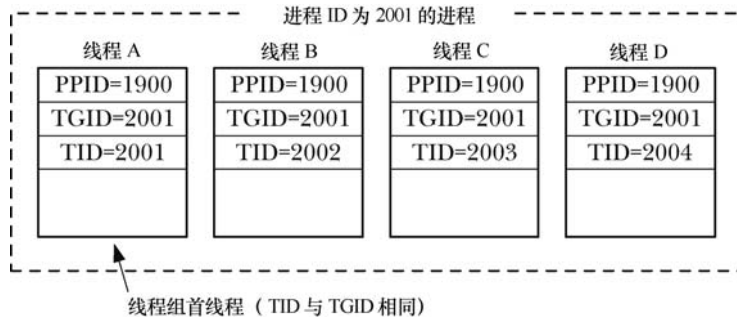 进程 ID 为 2001 的进程
线程 A 线程 B 线程 C 线程 D
PPID=1900 PPID=1900 PPID=1900 PPID=1900
TGID=2001 TGID=2001 TGID=2001 TGID=2001
TID=2001 TID=2002 TID=2003 TID=2004
线程组首线程（TID 与 TGID 相同）